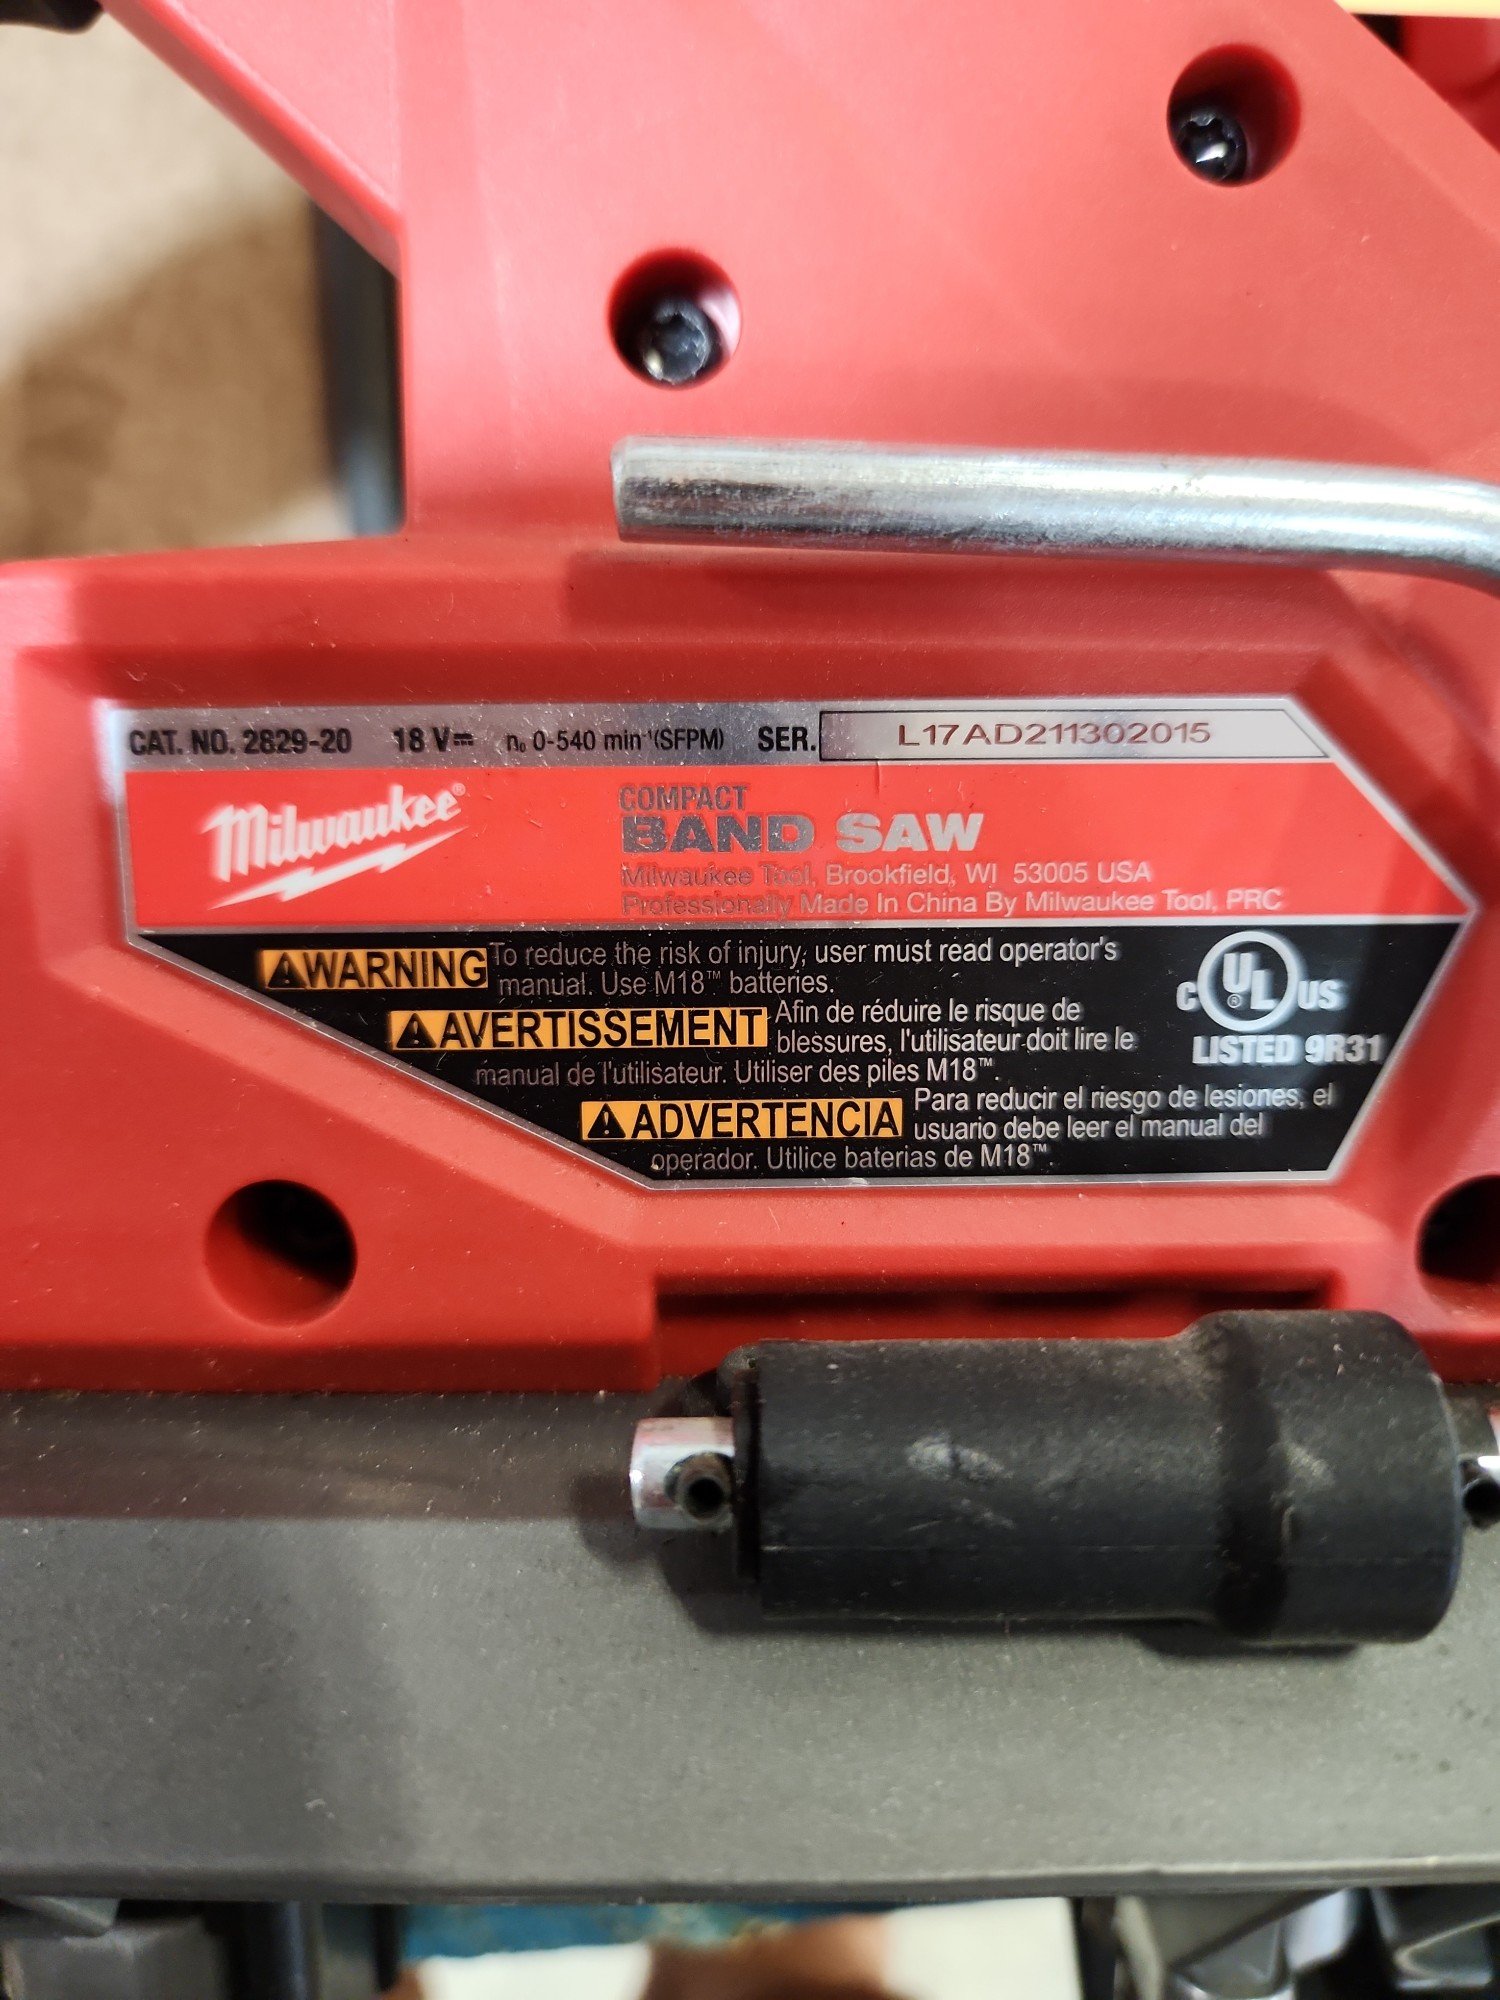 CAT. NO. 2829-20 18 V⎓ n₀ 0-540 min⁻¹(SFPM) SER. L17AD211302015
Milwaukee®
COMPACT
BAND SAW
Milwaukee Tool, Brookfield, WI 53005 USA
Professionally Made In China By Milwaukee Tool, PRC
⚠WARNING To reduce the risk of injury, user must read operator's
manual. Use M18™ batteries.
⚠AVERTISSEMENT Afin de réduire le risque de
blessures, l'utilisateur doit lire le
manual de l'utilisateur. Utiliser des piles M18™.
⚠ADVERTENCIA Para reducir el riesgo de lesiones, el
usuario debe leer el manual del
operador. Utilice baterias de M18™.
C UL® US
LISTED 9R31